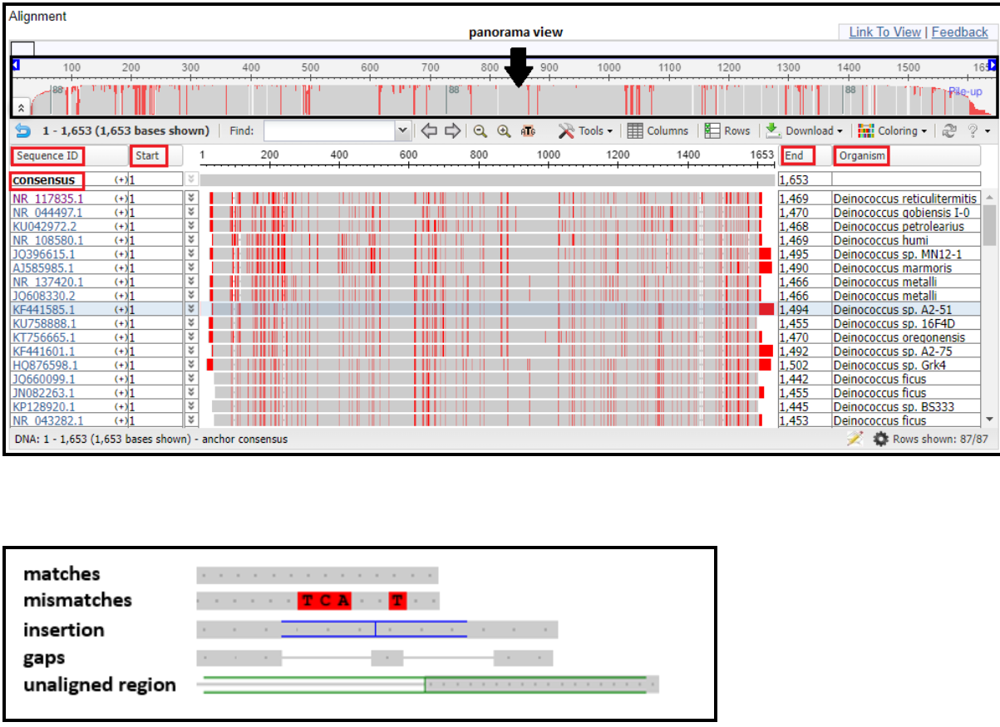 Alignment
panorama view
Link To View | Feedback
100 200 300 400 500 600 700 800 900 1000 1100 1200 1300 1400 1500 165
88 88 88 Pile-up
1 - 1,653 (1,653 bases shown) Find: ATG Tools Columns Rows Download Coloring ?
Sequence ID Start 1 200 400 600 800 1000 1200 1400 1653 End Organism
consensus (+) 1 1,653
NR_117835.1 (+) 1 1,469 Deinococcus reticulitermitis
NR_044497.1 (+) 1 1,470 Deinococcus gobiensis I-0
KU042972.2 (+) 1 1,468 Deinococcus petrolearius
NR_108580.1 (+) 1 1,469 Deinococcus humi
JQ396615.1 (+) 1 1,495 Deinococcus sp. MN12-1
AJ585985.1 (+) 1 1,490 Deinococcus marmoris
NR_137420.1 (+) 1 1,466 Deinococcus metalli
JQ608330.2 (+) 1 1,466 Deinococcus metalli
KF441585.1 (+) 1 1,494 Deinococcus sp. A2-51
KU758888.1 (+) 1 1,455 Deinococcus sp. 16F4D
KT756665.1 (+) 1 1,470 Deinococcus oregonensis
KF441601.1 (+) 1 1,492 Deinococcus sp. A2-75
HQ876598.1 (+) 1 1,502 Deinococcus sp. Grk4
JQ660099.1 (+) 1 1,442 Deinococcus ficus
JN082263.1 (+) 1 1,455 Deinococcus ficus
KP128920.1 (+) 1 1,445 Deinococcus sp. BS333
NR_043282.1 (+) 1 1,453 Deinococcus ficus
DNA: 1 - 1,653 (1,653 bases shown) - anchor consensus Rows shown: 87/87
matches
mismatches T C A T
insertion
gaps
unaligned region